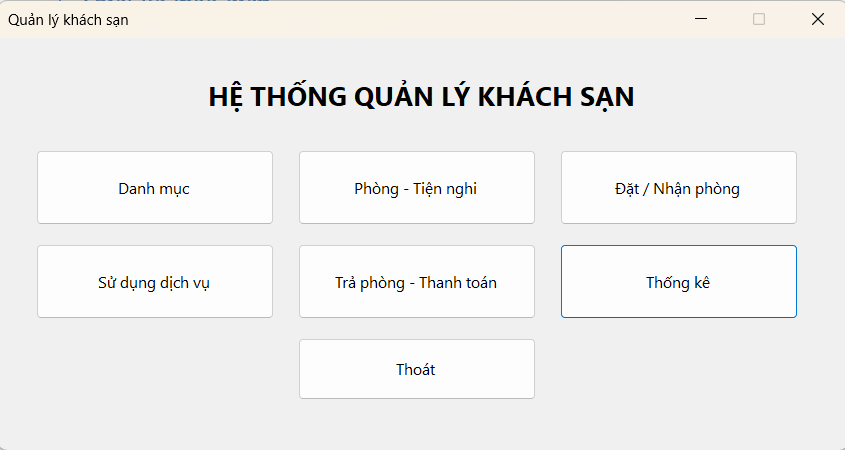 Quản lý khách sạn
HỆ THỐNG QUẢN LÝ KHÁCH SẠN
Danh mục
Phòng - Tiện nghi
Đặt / Nhận phòng
Sử dụng dịch vụ
Trả phòng - Thanh toán
Thống kê
Thoát